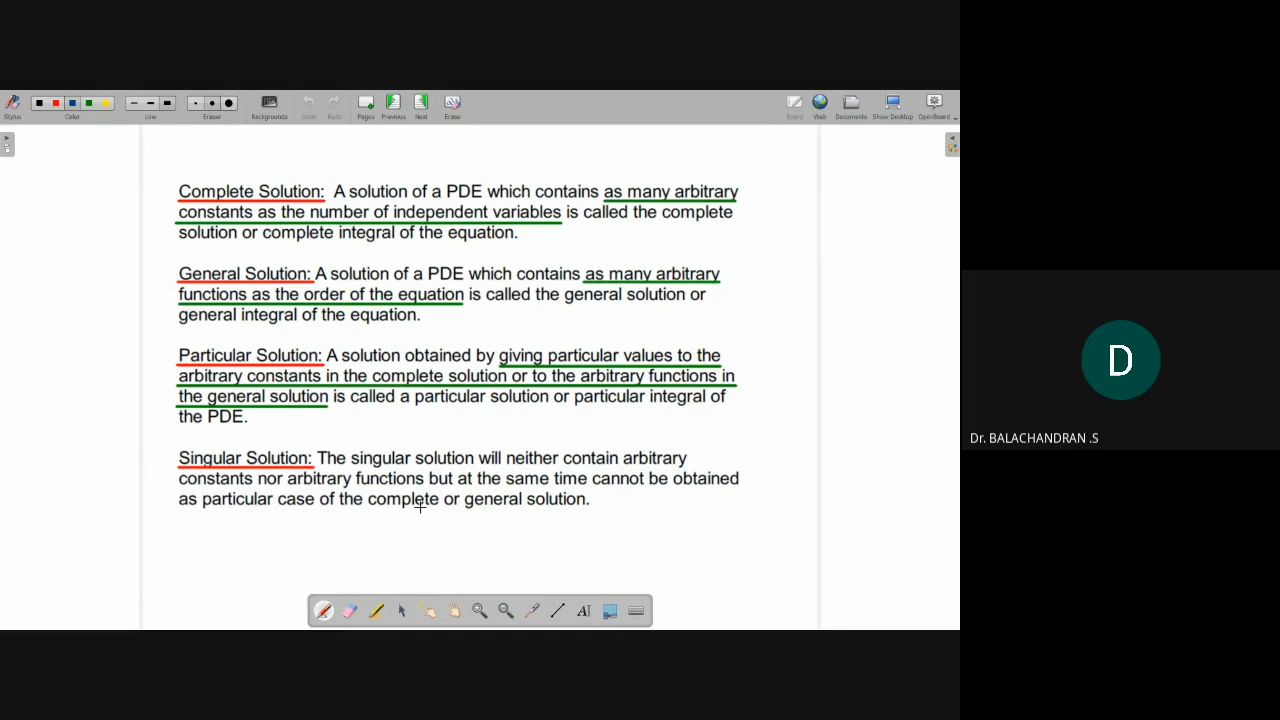 Stylus Color Line Eraser Backgrounds Undo Redo Pages Previous Next Erase Board Web Documents Show Desktop OpenBoard
Complete Solution: A solution of a PDE which contains as many arbitrary
constants as the number of independent variables is called the complete
solution or complete integral of the equation.
General Solution: A solution of a PDE which contains as many arbitrary
functions as the order of the equation is called the general solution or
general integral of the equation.
Particular Solution: A solution obtained by giving particular values to the
arbitrary constants in the complete solution or to the arbitrary functions in
the general solution is called a particular solution or particular integral of
the PDE.
Singular Solution: The singular solution will neither contain arbitrary
constants nor arbitrary functions but at the same time cannot be obtained
as particular case of the complete or general solution.
AI
D
Dr. BALACHANDRAN .S